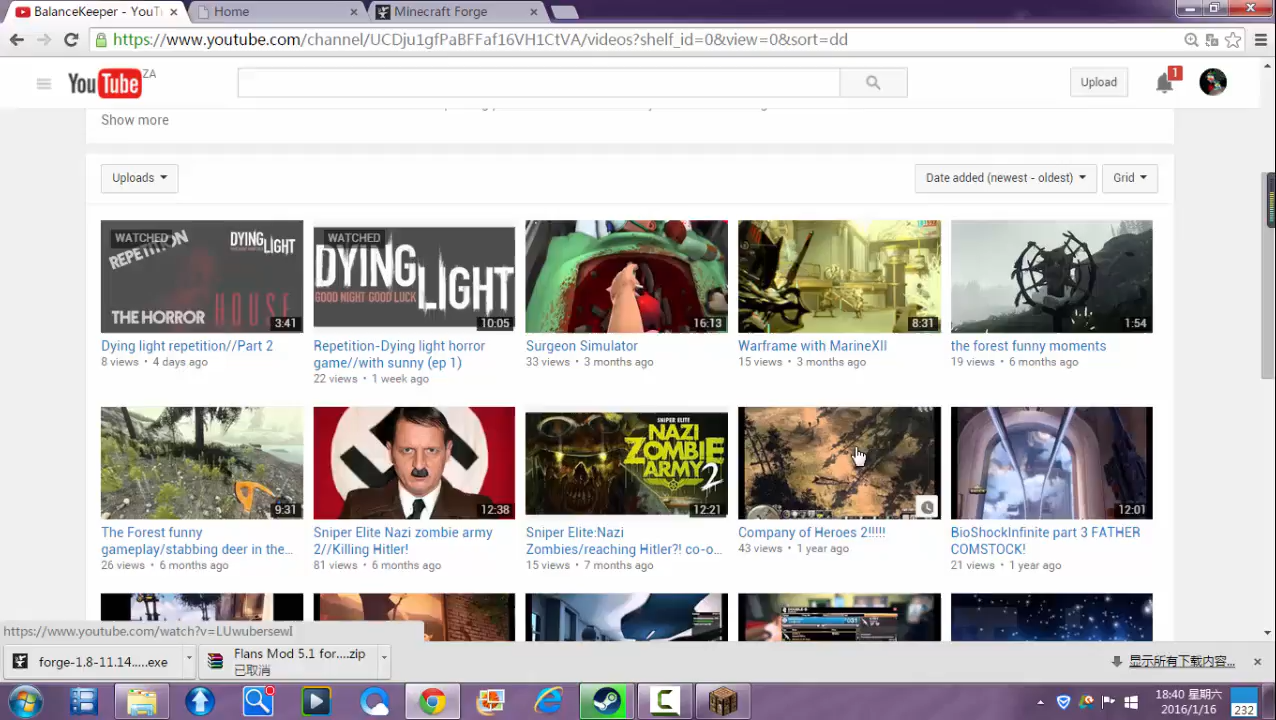 BalanceKeeper - YouTu
Home
Minecraft Forge
https://www.youtube.com/channel/UCDju1gfPaBFFaf16VH1CtVA/videos?shelf_id=0&view=0&sort=dd
YouTube ZA
Upload
1
Show more
Uploads
Date added (newest - oldest)
Grid
WATCHED
REPETITION
DYING LIGHT
HOUSE
THE HORROR
3:41
WATCHED
DYING LIGHT
GOOD NIGHT GOOD LUCK
10:05
16:13
8:31
1:54
Dying light repetition//Part 2
8 views • 4 days ago
Repetition-Dying light horror
game//with sunny (ep 1)
22 views • 1 week ago
Surgeon Simulator
33 views • 3 months ago
Warframe with MarineXII
15 views • 3 months ago
the forest funny moments
19 views • 6 months ago
9:31
12:38
SNIPER ELITE
NAZI
ZOMBIE
ARMY
2
12:21
12:01
The Forest funny
gameplay/stabbing deer in the...
26 views • 6 months ago
Sniper Elite Nazi zombie army
2//Killing Hitler!
81 views • 6 months ago
Sniper Elite:Nazi
Zombies/reaching Hitler?! co-o...
15 views • 7 months ago
Company of Heroes 2!!!!!
43 views • 1 year ago
BioShockInfinite part 3 FATHER
COMSTOCK!
21 views • 1 year ago
https://www.youtube.com/watch?v=LUwubersewI
forge-1.8-11.14.....exe
Flans Mod 5.1 for....zip
已取消
显示所有下载内容...
18:40 星期六
2016/1/16
232